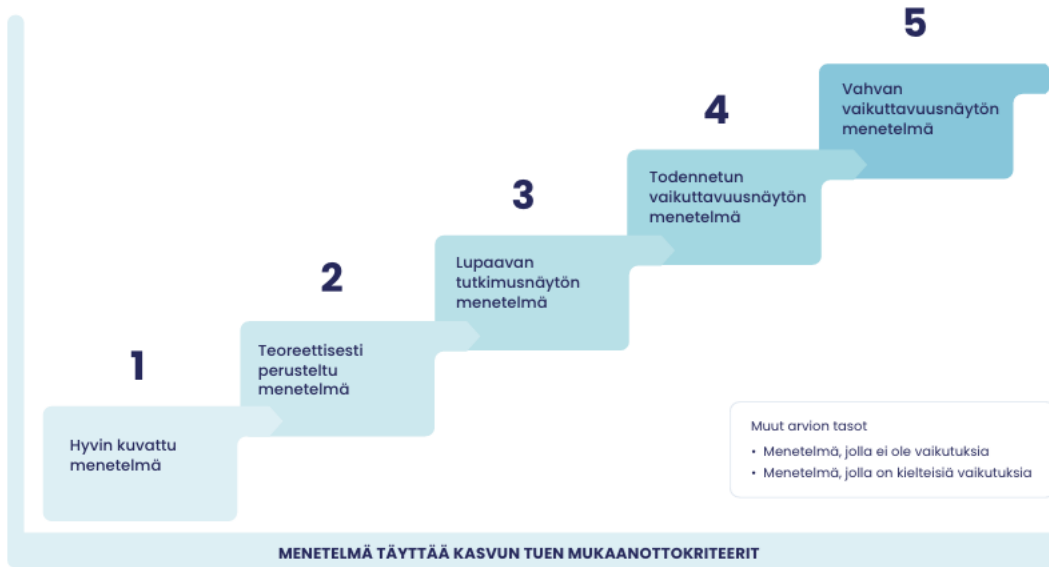 1
Hyvin kuvattu
menetelmä
2
Teoreettisesti
perusteltu
menetelmä
3
Lupaavan
tutkimusnäytön
menetelmä
4
Todennetun
vaikuttavuusnäytön
menetelmä
5
Vahvan
vaikuttavuusnäytön
menetelmä
Muut arvion tasot
• Menetelmä, jolla ei ole vaikutuksia
• Menetelmä, jolla on kielteisiä vaikutuksia
MENETELMÄ TÄYTTÄÄ KASVUN TUEN MUKAANOTTOKRITEERIT